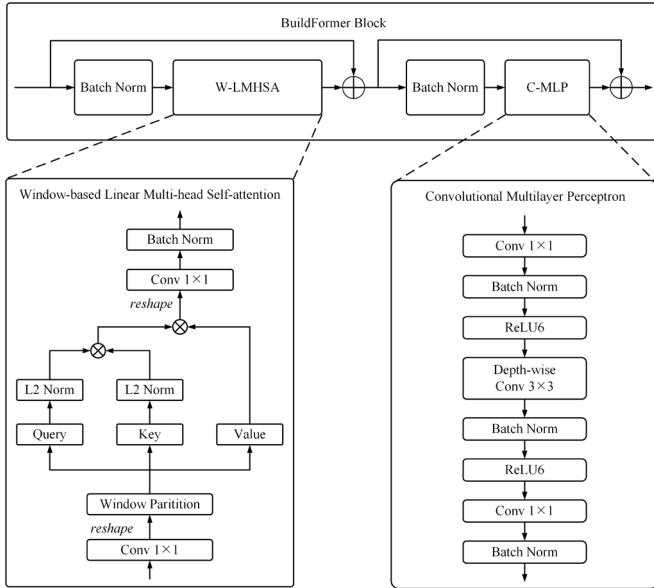 BuildFormer Block
Batch Norm
W-LMHSA
Batch Norm
C-MLP
Window-based Linear Multi-head Self-attention
Batch Norm
Conv 1×1
reshape
L2 Norm
L2 Norm
Query
Key
Value
Window Paritition
reshape
Conv 1×1
Convolutional Multilayer Perceptron
Conv 1×1
Batch Norm
ReLU6
Depth-wise
Conv 3×3
Batch Norm
ReLU6
Conv 1×1
Batch Norm